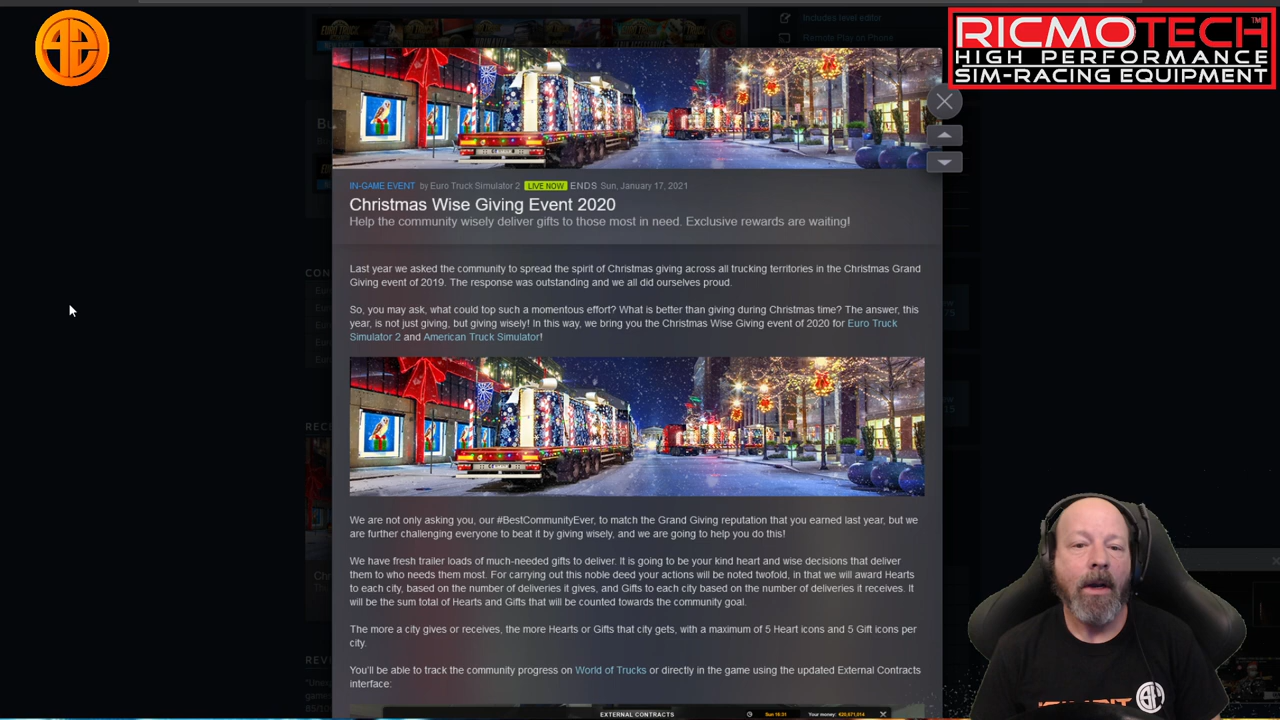 Includes level editor
Remote Play on Phone
RICMOTECH™
HIGH PERFORMANCE
SIM-RACING EQUIPMENT
IN-GAME EVENT by Euro Truck Simulator 2 LIVE NOW ENDS Sun, January 17, 2021
Christmas Wise Giving Event 2020
Help the community wisely deliver gifts to those most in need. Exclusive rewards are waiting!
Last year we asked the community to spread the spirit of Christmas giving across all trucking territories in the Christmas Grand
Giving event of 2019. The response was outstanding and we all did ourselves proud.
So, you may ask, what could top such a momentous effort? What is better than giving during Christmas time? The answer, this
year, is not just giving, but giving wisely! In this way, we bring you the Christmas Wise Giving event of 2020 for Euro Truck
Simulator 2 and American Truck Simulator!
We are not only asking you, our #BestCommunityEver, to match the Grand Giving reputation that you earned last year, but we
are further challenging everyone to beat it by giving wisely, and we are going to help you do this!
We have fresh trailer loads of much-needed gifts to deliver. It is going to be your kind heart and wise decisions that deliver
them to who needs them most. For carrying out this noble deed your actions will be noted twofold, in that we will award Hearts
to each city, based on the number of deliveries it gives, and Gifts to each city based on the number of deliveries it receives. It
will be the sum total of Hearts and Gifts that will be counted towards the community goal.
The more a city gives or receives, the more Hearts or Gifts that city gets, with a maximum of 5 Heart icons and 5 Gift icons per
city.
You'll be able to track the community progress on World of Trucks or directly in the game using the updated External Contracts
interface:
EXTERNAL CONTRACTS